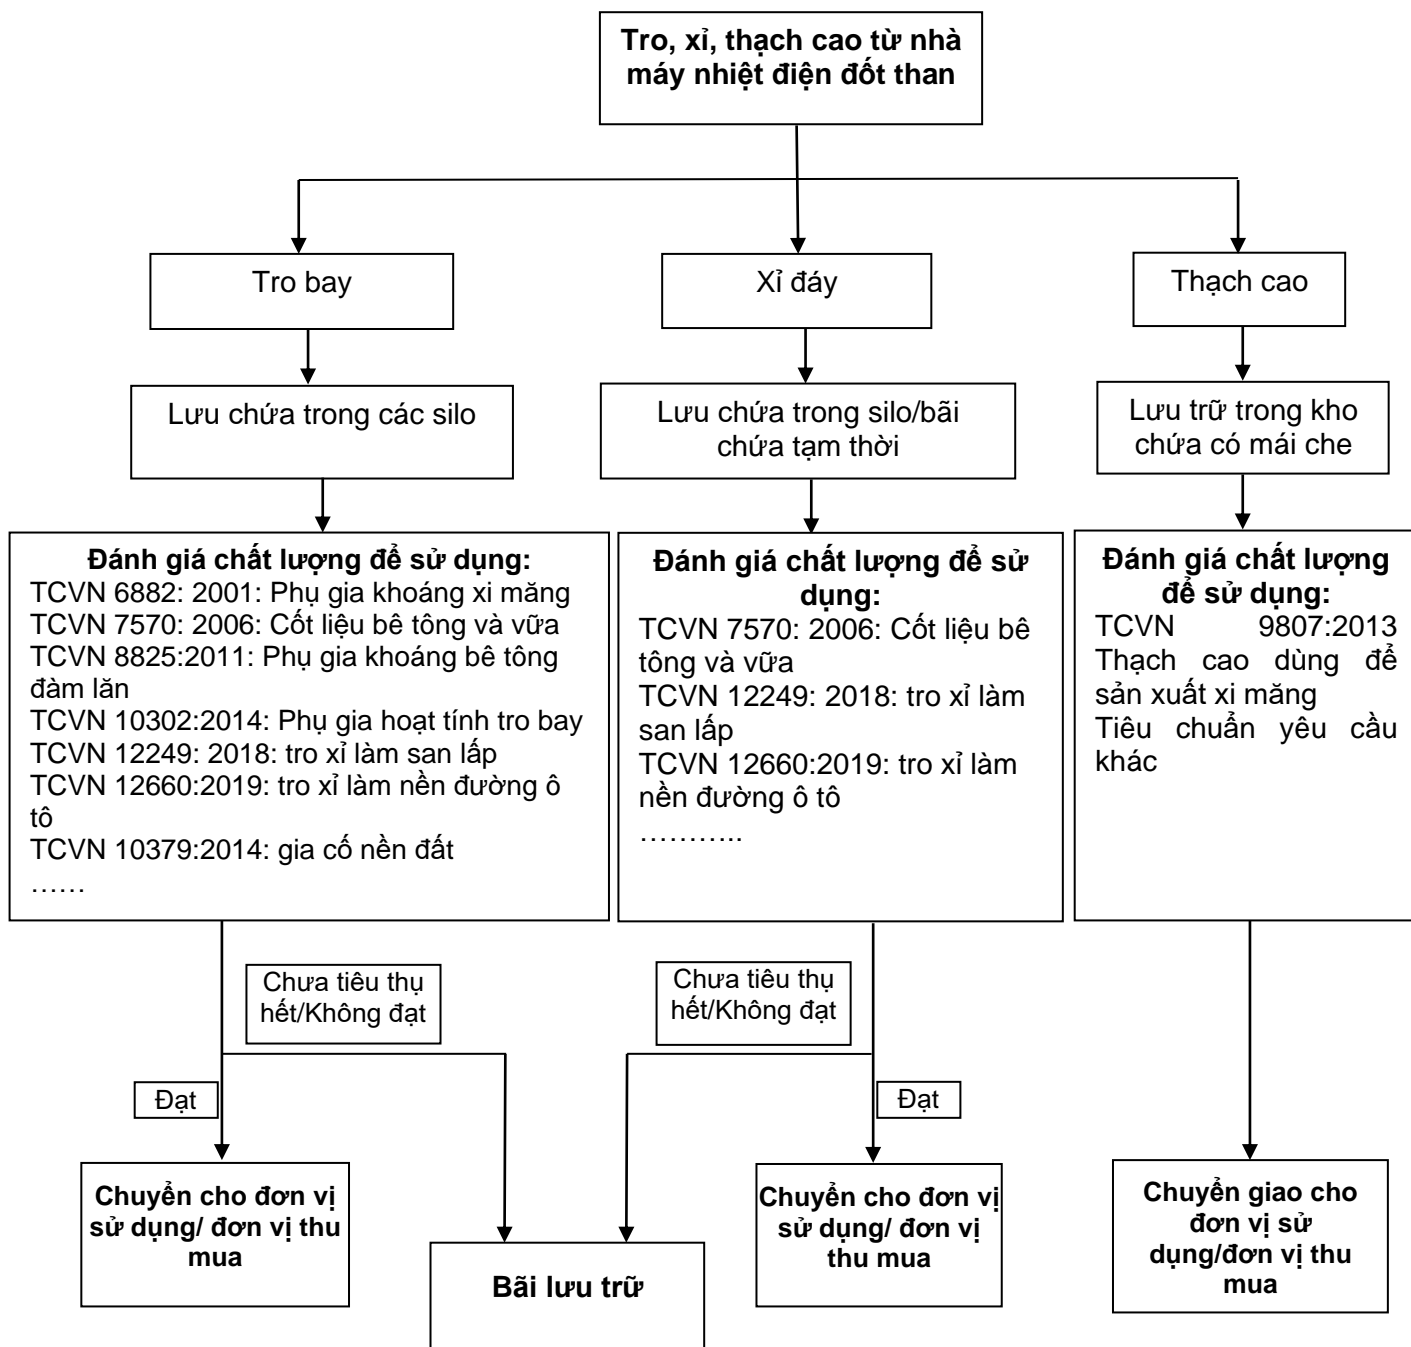 Tro, xỉ, thạch cao từ nhà
máy nhiệt điện đốt than
Tro bay
Xỉ đáy
Thạch cao
Lưu chứa trong các silo
Lưu chứa trong silo/bãi
chứa tạm thời
Lưu trữ trong kho
chứa có mái che
Đánh giá chất lượng để sử dụng:
TCVN 6882: 2001: Phụ gia khoáng xi măng
TCVN 7570: 2006: Cốt liệu bê tông và vữa
TCVN 8825:2011: Phụ gia khoáng bê tông
đàm lăn
TCVN 10302:2014: Phụ gia hoạt tính tro bay
TCVN 12249: 2018: tro xỉ làm san lấp
TCVN 12660:2019: tro xỉ làm nền đường ô
tô
TCVN 10379:2014: gia cố nền đất
……
Đánh giá chất lượng để sử
dụng:
TCVN 7570: 2006: Cốt liệu bê
tông và vữa
TCVN 12249: 2018: tro xỉ làm
san lấp
TCVN 12660:2019: tro xỉ làm
nền đường ô tô
………..
Đánh giá chất lượng
để sử dụng:
TCVN 9807:2013
Thạch cao dùng để
sản xuất xi măng
Tiêu chuẩn yêu cầu
khác
Chưa tiêu thụ
hết/Không đạt
Chưa tiêu thụ
hết/Không đạt
Đạt
Đạt
Chuyển cho đơn vị
sử dụng/ đơn vị thu
mua
Bãi lưu trữ
Chuyển cho đơn vị
sử dụng/ đơn vị
thu mua
Chuyển giao cho
đơn vị sử
dụng/đơn vị thu
mua